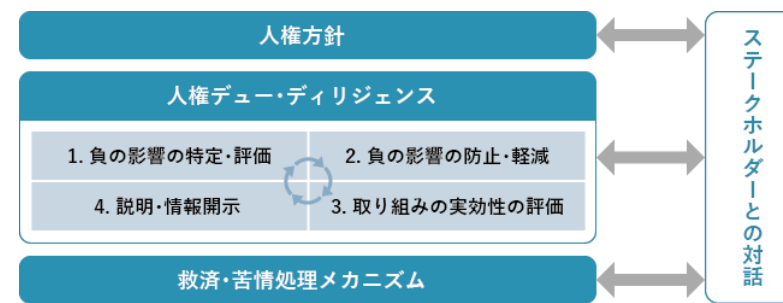 人権方針
人権デュー・ディリジェンス
1. 負の影響の特定・評価
2. 負の影響の防止・軽減
4. 説明・情報開示
3. 取り組みの実効性の評価
救済・苦情処理メカニズム
ステークホルダーとの対話